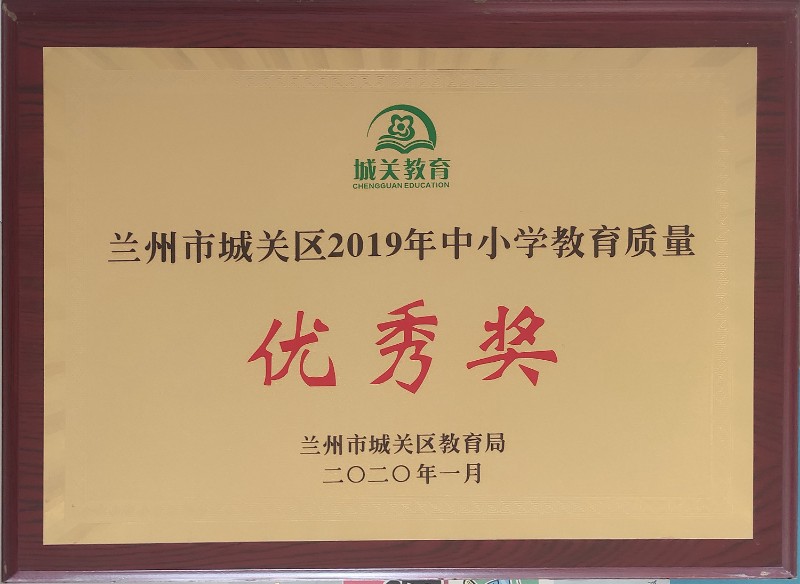 城关教育
CHENGGUAN EDUCATION
兰州市城关区2019年中小学教育质量
优秀奖
兰州市城关区教育局
二〇二〇年一月